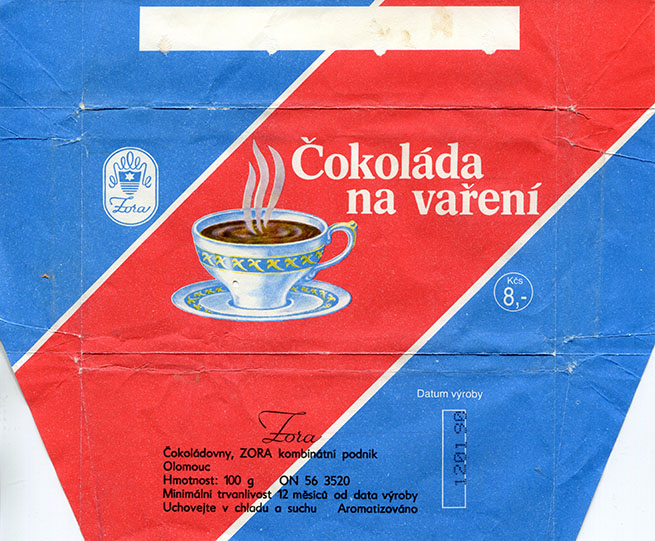 Čokoláda
na vaření
Zora
Kčs
8,-
Datum výroby
120190
Zora
Čokoládovny, ZORA kombinátní podnik
Olomouc
Hmotnost: 100 g ON 56 3520
Minimální trvanlivost 12 měsíců od data výroby
Uchovejte v chladu a suchu Aromatizováno